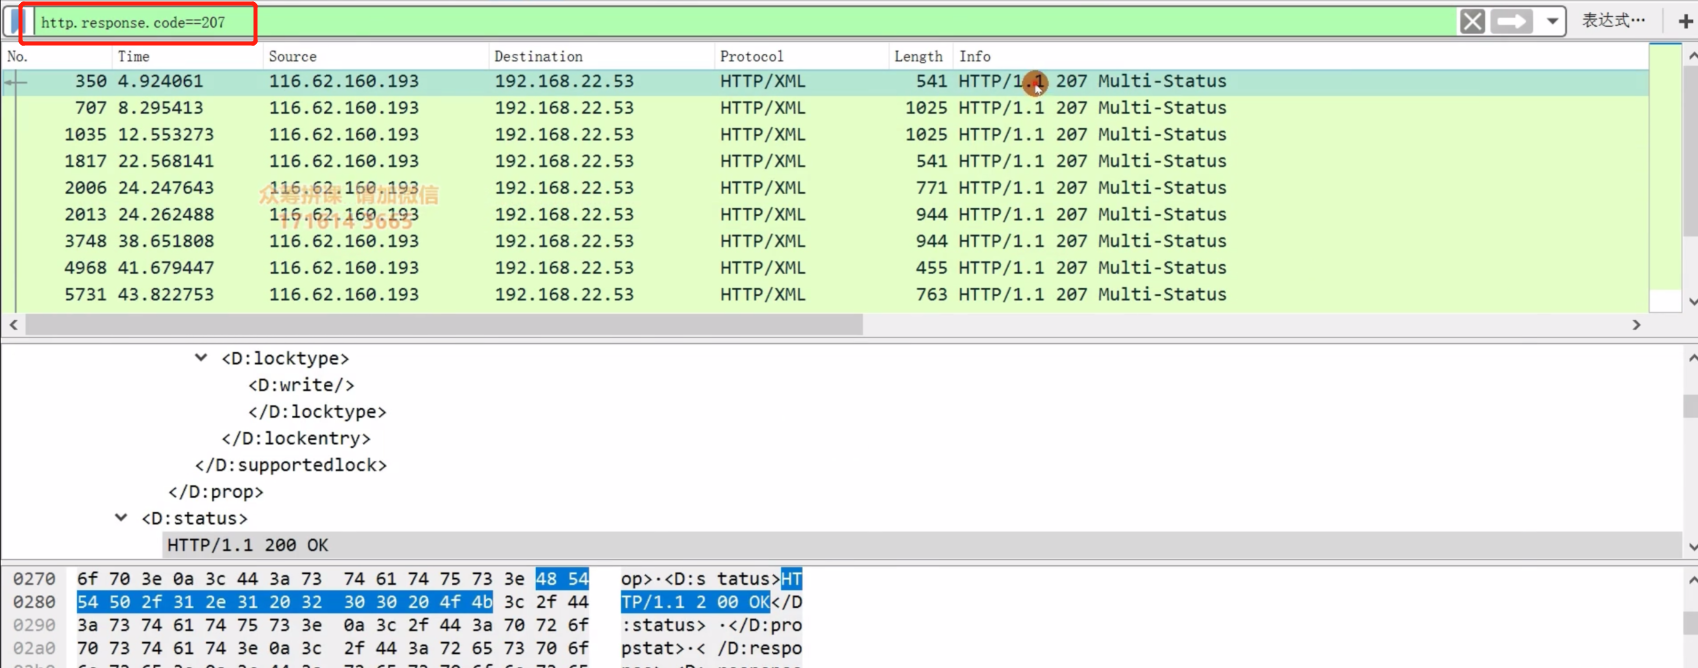 http.response.code==207
表达式…
+
No. Time Source Destination Protocol Length Info
350 4.924061 116.62.160.193 192.168.22.53 HTTP/XML 541 HTTP/1.1 207 Multi-Status
707 8.295413 116.62.160.193 192.168.22.53 HTTP/XML 1025 HTTP/1.1 207 Multi-Status
1035 12.553273 116.62.160.193 192.168.22.53 HTTP/XML 1025 HTTP/1.1 207 Multi-Status
1817 22.568141 116.62.160.193 192.168.22.53 HTTP/XML 541 HTTP/1.1 207 Multi-Status
2006 24.247643 116.62.160.193 192.168.22.53 HTTP/XML 771 HTTP/1.1 207 Multi-Status
众筹拼课 请加微信
2013 24.262488 116.62.160.193 192.168.22.53 HTTP/XML 944 HTTP/1.1 207 Multi-Status
3748 38.651808 116.62.160.193 192.168.22.53 HTTP/XML 944 HTTP/1.1 207 Multi-Status
4968 41.679447 116.62.160.193 192.168.22.53 HTTP/XML 455 HTTP/1.1 207 Multi-Status
5731 43.822753 116.62.160.193 192.168.22.53 HTTP/XML 763 HTTP/1.1 207 Multi-Status
<D:locktype>
<D:write/>
</D:locktype>
</D:lockentry>
</D:supportedlock>
</D:prop>
<D:status>
HTTP/1.1 200 OK
0270 6f 70 3e 0a 3c 44 3a 73 74 61 74 75 73 3e 48 54 op>·<D:s tatus>HT
0280 54 50 2f 31 2e 31 20 32 30 30 20 4f 4b 3c 2f 44 TP/1.1 2 00 OK</D
0290 3a 73 74 61 74 75 73 3e 0a 3c 2f 44 3a 70 72 6f :status> ·</D:pro
02a0 70 73 74 61 74 3e 0a 3c 2f 44 3a 72 65 73 70 6f pstat>·< /D:respo